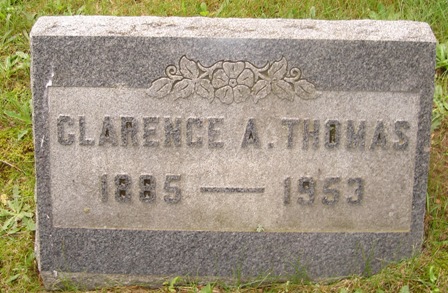 CLARENCE A. THOMAS
1885 — 1953